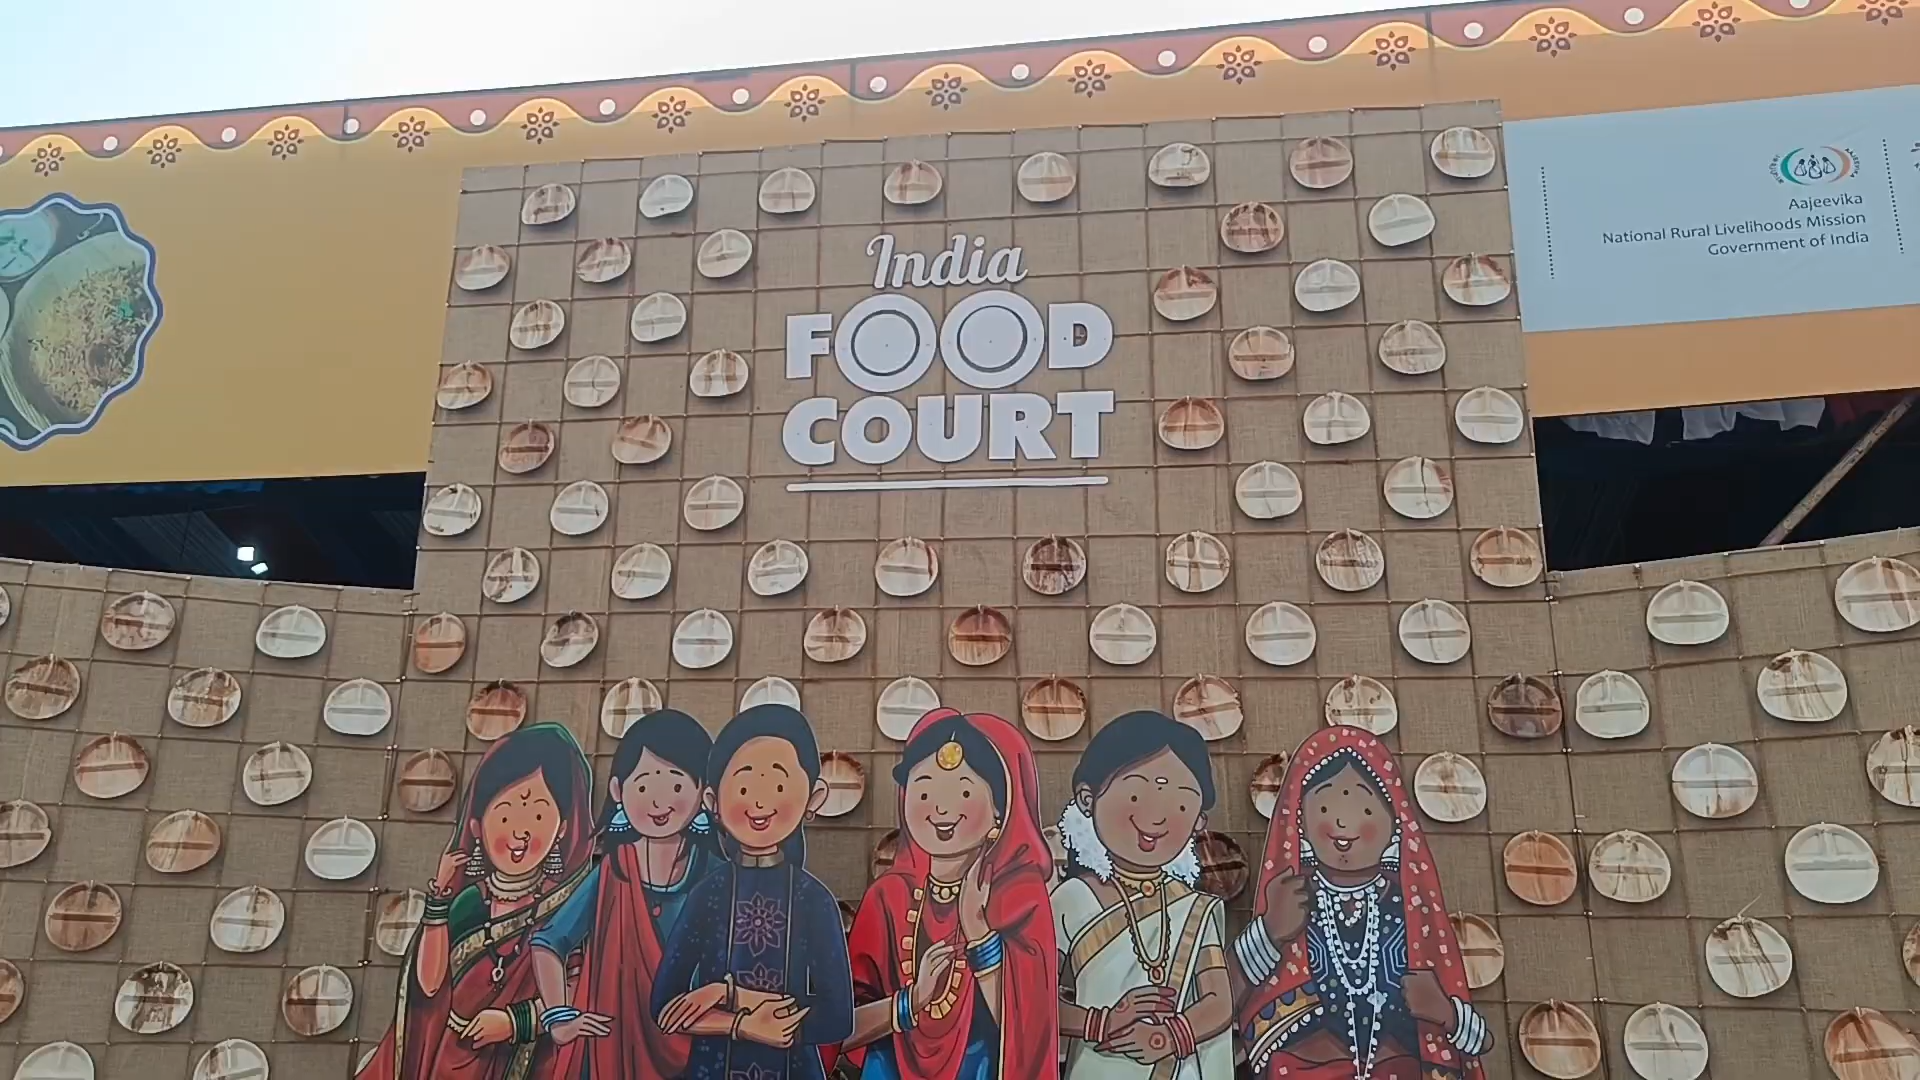 India
FOOD
COURT
Aajeevika
National Rural Livelihoods Mission
Government of India